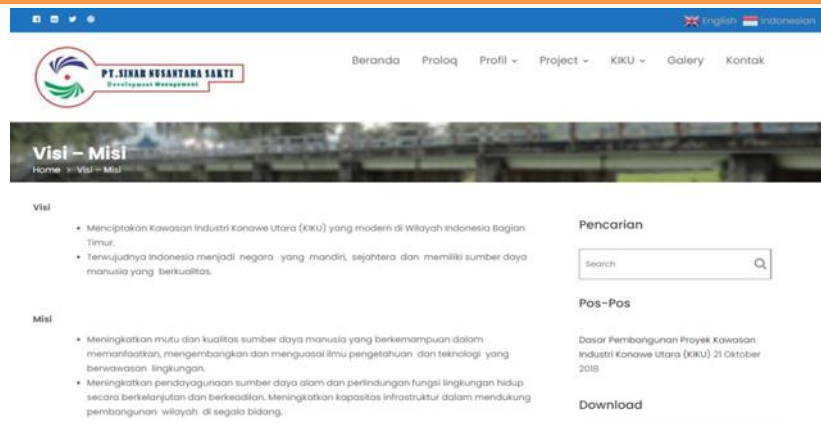 English Indonesian
PT.SINAR NUSANTARA SAKTI
Development Management
Beranda Proloq Profil Project KIKU Galery Kontak
Visi – Misi
Home > Visi – Misi
Visi
• Menciptakan Kawasan Industri Konawe Utara (KIKU) yang modern di Wilayah Indonesia Bagian
Timur.
• Terwujudnya Indonesia menjadi negara yang mandiri, sejahtera dan memiliki sumber daya
manusia yang berkualitas.
Misi
• Meningkatkan mutu dan kualitas sumber daya manusia yang berkemampuan dalam
memanfaatkan, mengembangkan dan menguasai ilmu pengetahuan dan teknologi yang
berwawasan lingkungan.
• Meningkatkan pendayagunaan sumber daya alam dan perlindungan fungsi lingkungan hidup
secara berkelanjutan dan berkeadilan. Meningkatkan kapasitas infrastruktur dalam mendukung
pembangunan wilayah di segala bidang.
Pencarian
Search
Pos-Pos
Dasar Pembangunan Proyek Kawasan
Industri Konawe Utara (KIKU) 21 Oktober
2018
Download